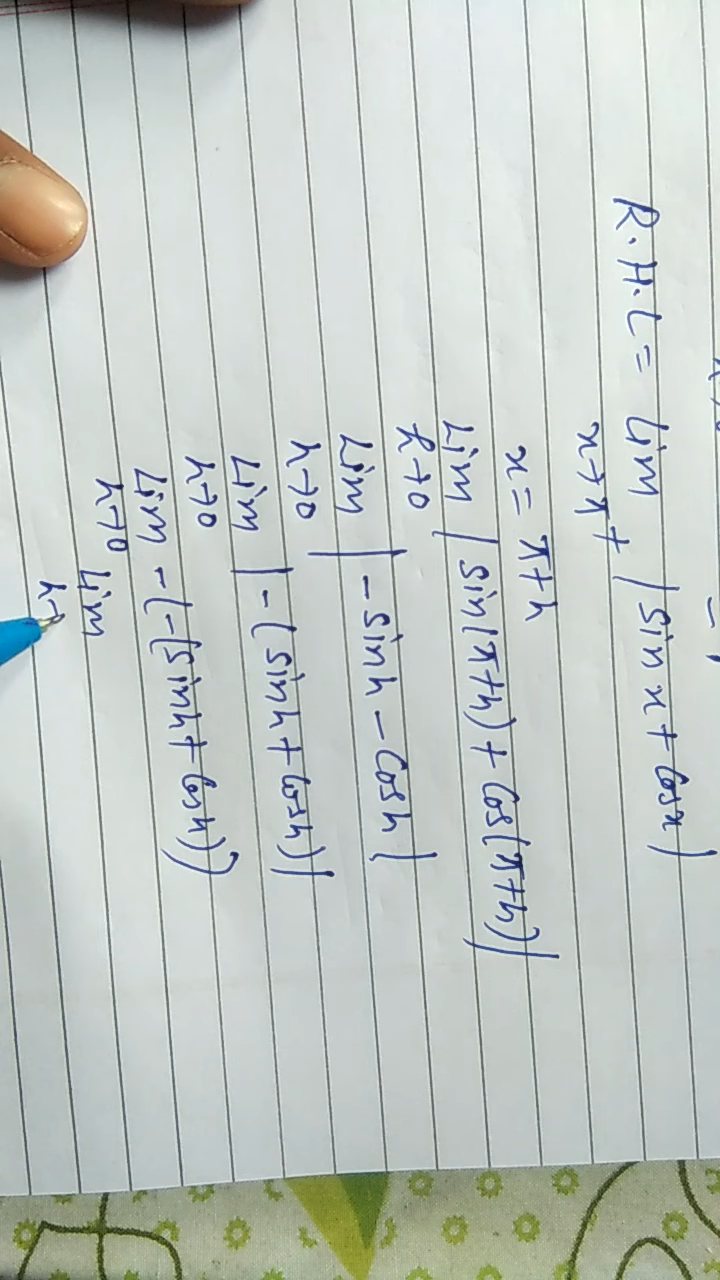 R.H.L = Lim | sin x + cos x |
x→π+
x = π+h
Lim | sin(π+h) + cos(π+h) |
h→0
Lim | -sinh - cosh |
h→0
Lim | -(sinh + cosh) |
h→0
Lim -(-(sinh + cosh))
h→0
Lim
h→